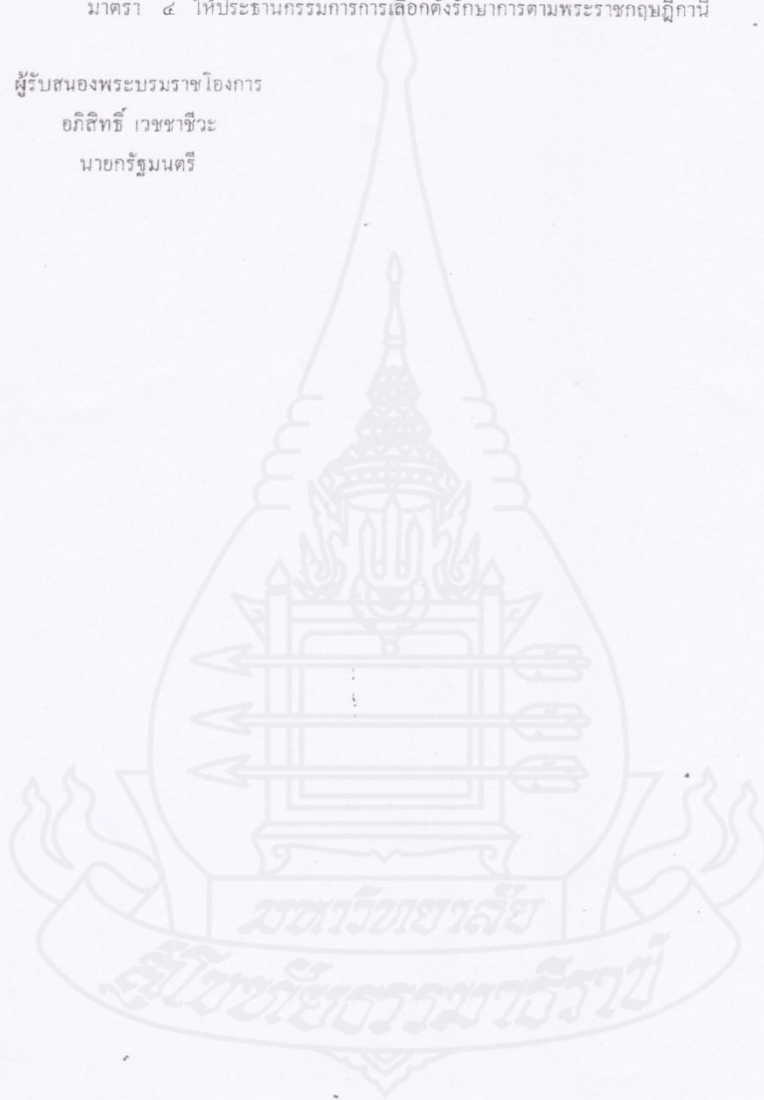 มาตรา ๔ ให้ประธานกรรมการการเลือกตั้งรักษาการตามพระราชกฤษฎีกานี้
ผู้รับสนองพระบรมราชโองการ
อภิสิทธิ์ เวชชาชีวะ
นายกรัฐมนตรี
มหาวิทยาลัย
สุโขทัยธรรมาธิราช